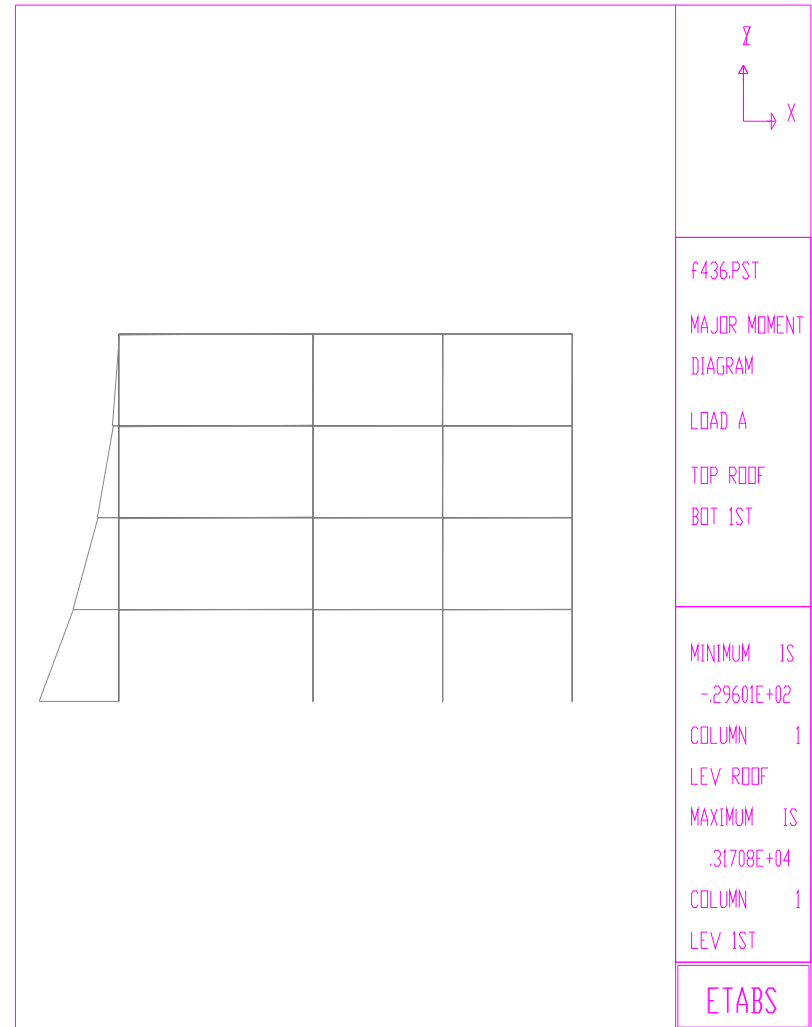 Z
X
f436.PST
MAJOR MOMENT
DIAGRAM
LOAD A
TOP ROOF
BOT 1ST
MINIMUM IS
-.29601E+02
COLUMN 1
LEV ROOF
MAXIMUM IS
.31708E+04
COLUMN 1
LEV 1ST
ETABS